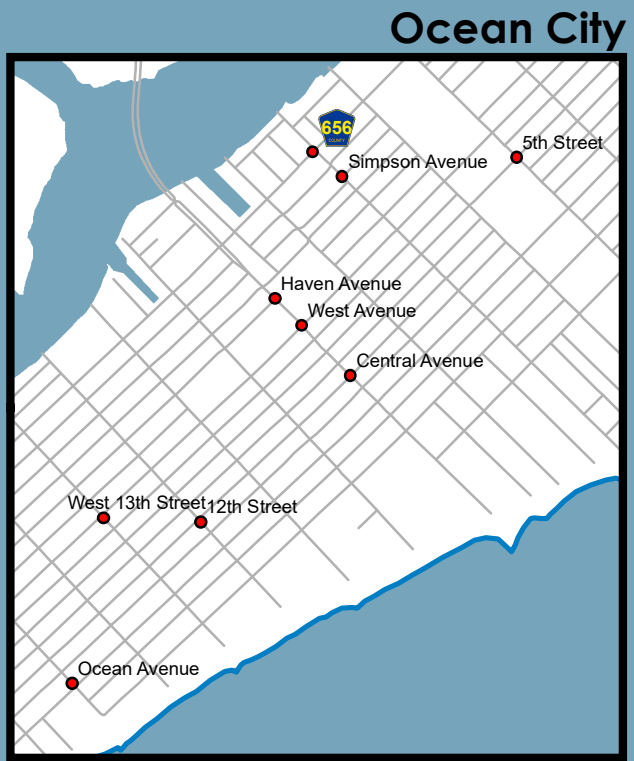 Ocean City
656
COUNTY
5th Street
Simpson Avenue
Haven Avenue
West Avenue
Central Avenue
West 13th Street
12th Street
Ocean Avenue